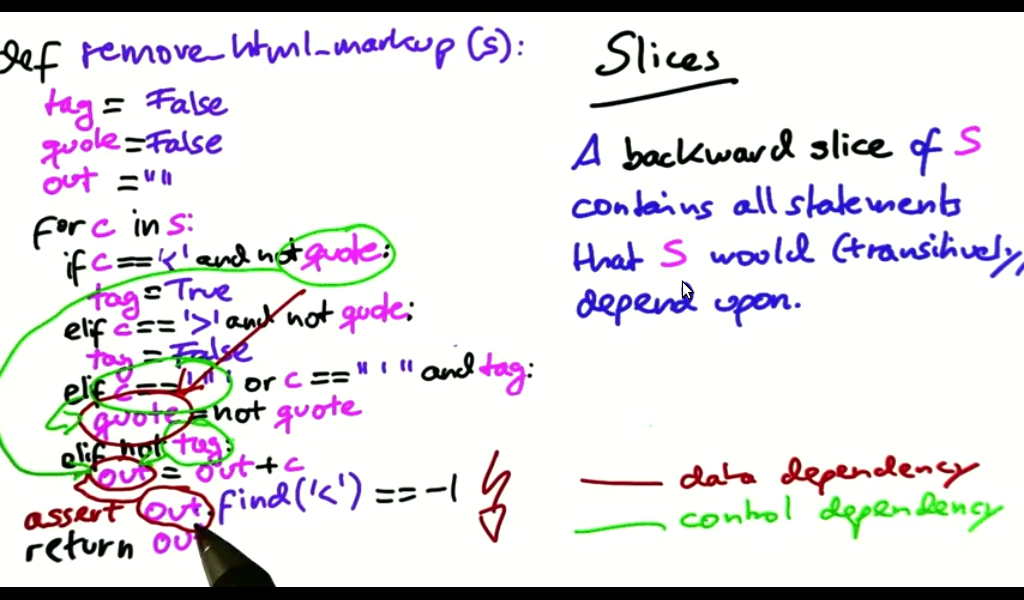 def remove_html_markup (s):
tag = False
quote = False
out = ""
for c in s:
if c == '<' and not quote:
tag = True
elif c == '>' and not quote:
tag = False
elif c == '"' or c == "'" and tag:
quote = not quote
elif not tag:
out = out + c
assert out.find('<') == -1
return out
Slices
A backward slice of S
contains all statements
that S would (transitively)
depend upon.
data dependency
control dependency